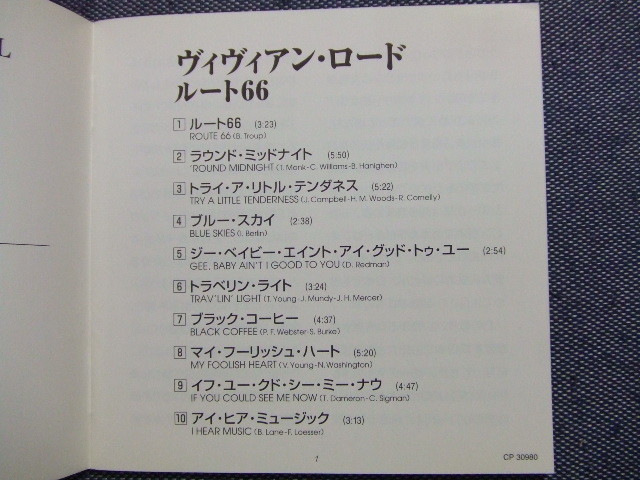 L
ヴィヴィアン・ロード
ルート66
1 ルート66 (3:23)
ROUTE 66 (B. Troup)
2 ラウンド・ミッドナイト (5:50)
'ROUND MIDNIGHT (T. Monk-C. Williams-B. Hanighen)
3 トライ・ア・リトル・テンダネス (5:22)
TRY A LITTLE TENDERNESS (J. Campbell-H. M. Woods-R. Connelly)
4 ブルー・スカイ (2:38)
BLUE SKIES (I. Berlin)
5 ジー・ベイビー・エイント・アイ・グッド・トゥ・ユー (2:54)
GEE, BABY AIN'T I GOOD TO YOU (D. Redman)
6 トラベリン・ライト (3:24)
TRAV'LIN' LIGHT (T. Young-J. Mundy-J. H. Mercer)
7 ブラック・コーヒー (4:37)
BLACK COFFEE (P. F. Webster-S. Burke)
8 マイ・フーリッシュ・ハート (5:20)
MY FOOLISH HEART (V. Young-N. Washington)
9 イフ・ユー・クド・シー・ミー・ナウ (4:47)
IF YOU COULD SEE ME NOW (T. Dameron-C. Sigman)
10 アイ・ヒア・ミュージック (3:13)
I HEAR MUSIC (B. Lane-F. Loesser)
1
CP 30980